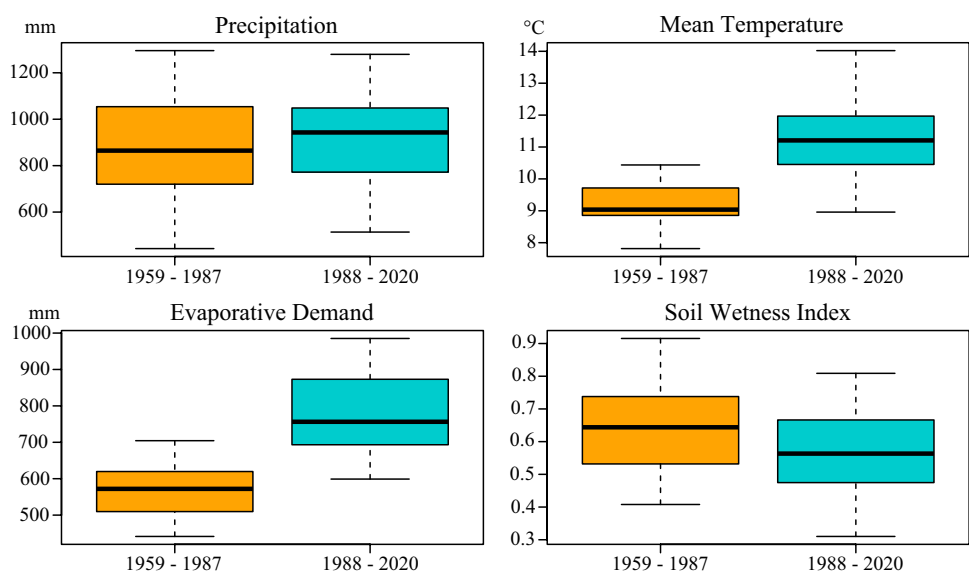 mm
Precipitation
1200
1000
800
600
1959 - 1987
1988 - 2020
°C
Mean Temperature
14
13
12
11
10
9
8
1959 - 1987
1988 - 2020
mm
Evaporative Demand
1000
900
800
700
600
500
1959 - 1987
1988 - 2020
Soil Wetness Index
0.9
0.8
0.7
0.6
0.5
0.4
0.3
1959 - 1987
1988 - 2020